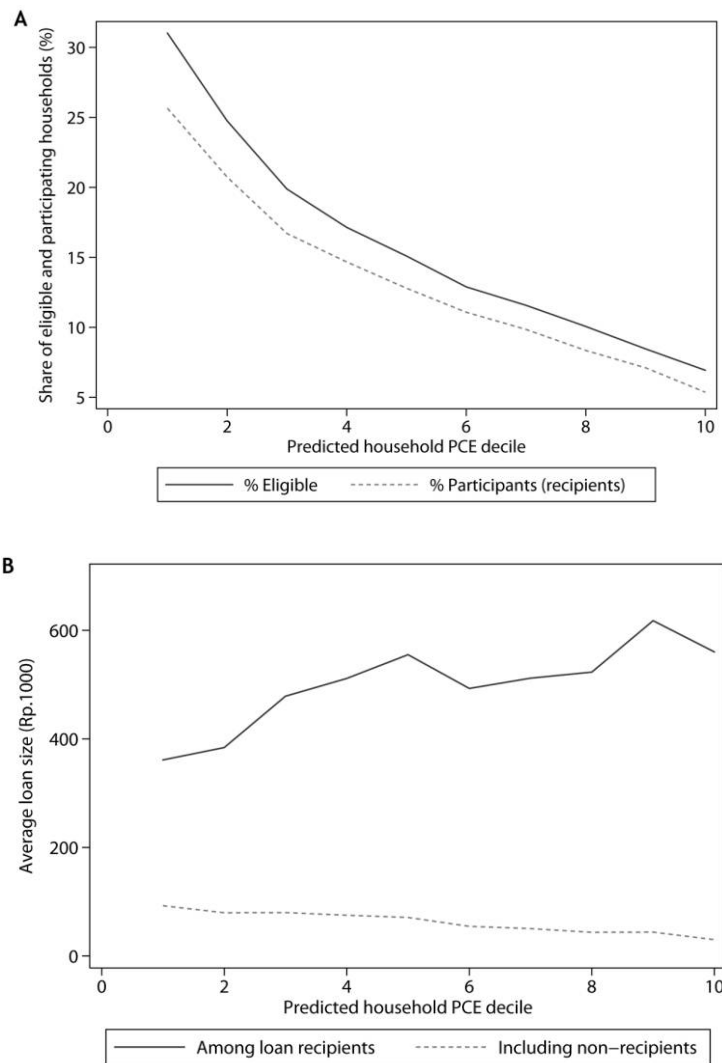 A
Share of eligible and participating households (%)
30
25
20
15
10
5
0 2 4 6 8 10
Predicted household PCE decile
% Eligible % Participants (recipients)
B
Average loan size (Rp.1000)
600
400
200
0
0 2 4 6 8 10
Predicted household PCE decile
Among loan recipients Including non−recipients